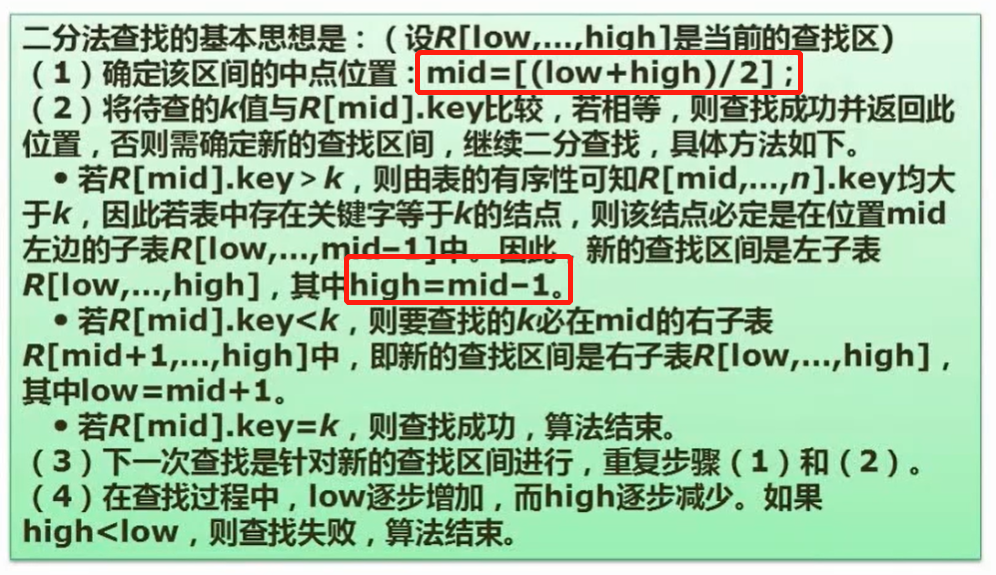 二分法查找的基本思想是：（设R[low,…,high]是当前的查找区)
（1）确定该区间的中点位置：mid=[(low+high)/2]；
（2）将待查的k值与R[mid].key比较，若相等，则查找成功并返回此
位置，否则需确定新的查找区间，继续二分查找，具体方法如下。
•若R[mid].key＞k，则由表的有序性可知R[mid,…,n].key均大
于k，因此若表中存在关键字等于k的结点，则该结点必定是在位置mid
左边的子表R[low,…,mid–1]中。因此，新的查找区间是左子表
R[low,…,high]，其中high=mid–1。
•若R[mid].key<k，则要查找的k必在mid的右子表
R[mid+1,…,high]中，即新的查找区间是右子表R[low,…,high]，
其中low=mid+1。
•若R[mid].key=k，则查找成功，算法结束。
（3）下一次查找是针对新的查找区间进行，重复步骤（1）和（2）。
（4）在查找过程中，low逐步增加，而high逐步减少。如果
high<low，则查找失败，算法结束。